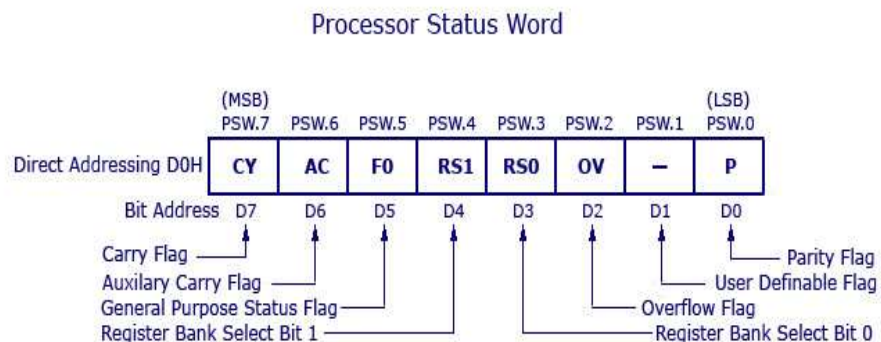 Processor Status Word
(MSB) (LSB)
PSW.7 PSW.6 PSW.5 PSW.4 PSW.3 PSW.2 PSW.1 PSW.0
Direct Addressing D0H CY AC F0 RS1 RS0 OV – P
Bit Address D7 D6 D5 D4 D3 D2 D1 D0
Carry Flag Parity Flag
Auxilary Carry Flag User Definable Flag
General Purpose Status Flag Overflow Flag
Register Bank Select Bit 1 Register Bank Select Bit 0